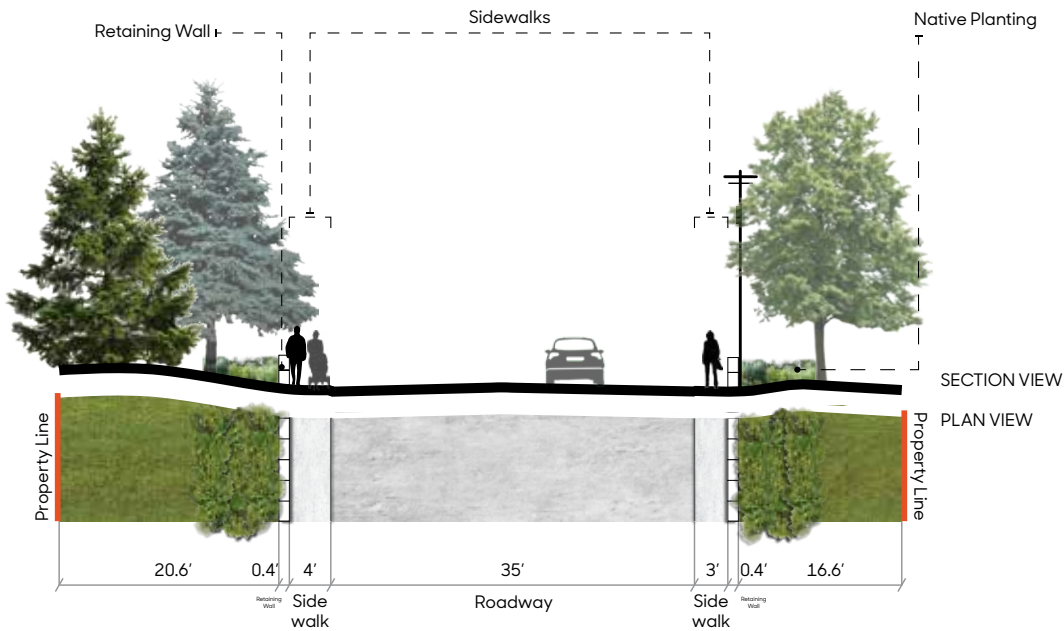 Sidewalks
Native Planting
Retaining Wall
SECTION VIEW
PLAN VIEW
Property Line
Property Line
20.6′
0.4′
4′
35′
3′
0.4′
16.6′
Retaining
Wall
Side
walk
Roadway
Side
walk
Retaining
Wall